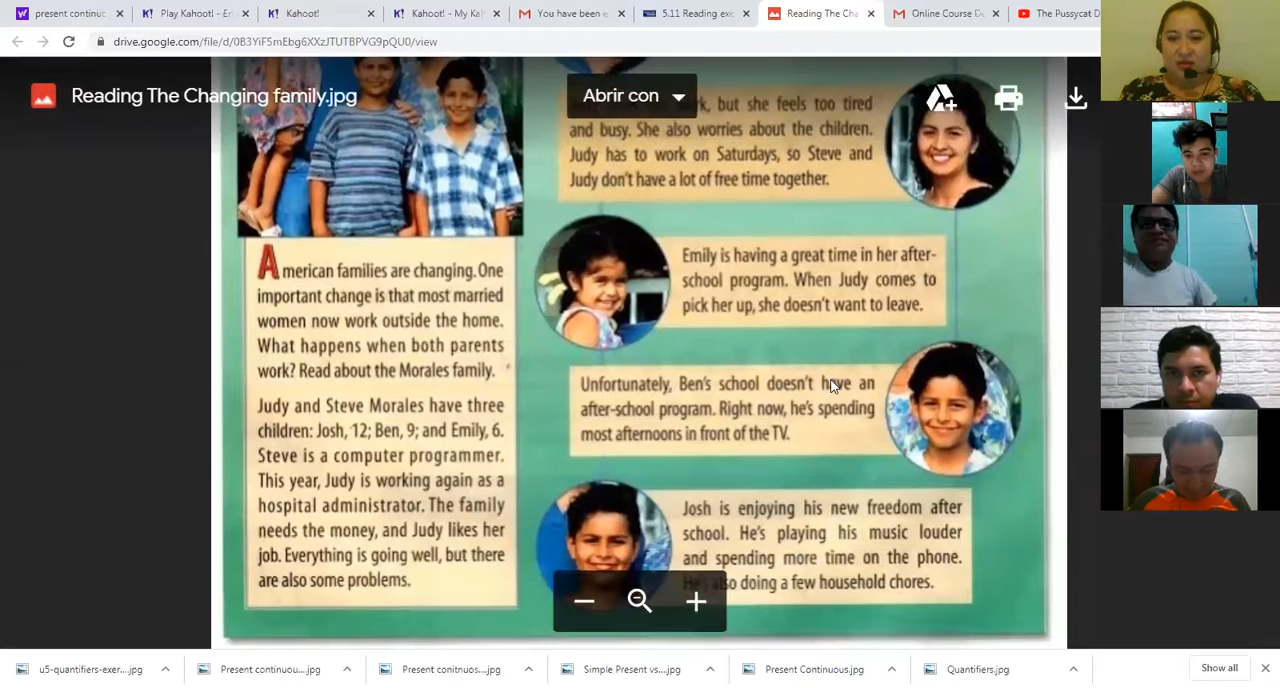 present continuc
Play Kahoot! - En
Kahoot!
Kahoot! - My Kah
You have been e
5.11 Reading exe
Reading The Cha
Online Course D
The Pussycat D
drive.google.com/file/d/0B3YiF5mEbg6XXzJTUTBPVG9pQU0/view
Reading The Changing family.jpg
Abrir con
but she feels too tired
and busy. She also worries about the children.
Judy has to work on Saturdays, so Steve and
Judy don't have a lot of free time together.
Emily is having a great time in her after-
school program. When Judy comes to
pick her up, she doesn't want to leave.
Unfortunately, Ben's school doesn't have an
after-school program. Right now, he's spending
most afternoons in front of the TV.
Josh is enjoying his new freedom after
school. He's playing his music louder
and spending more time on the phone.
He's also doing a few household chores.
American families are changing. One
important change is that most married
women now work outside the home.
What happens when both parents
work? Read about the Morales family.
Judy and Steve Morales have three
children: Josh, 12; Ben, 9; and Emily, 6.
Steve is a computer programmer.
This year, Judy is working again as a
hospital administrator. The family
needs the money, and Judy likes her
job. Everything is going well, but there
are also some problems.
u5-quantifiers-exer....jpg
Present continuou....jpg
Present continuos....jpg
Simple Present vs....jpg
Present Continuous.jpg
Quantifiers.jpg
Show all